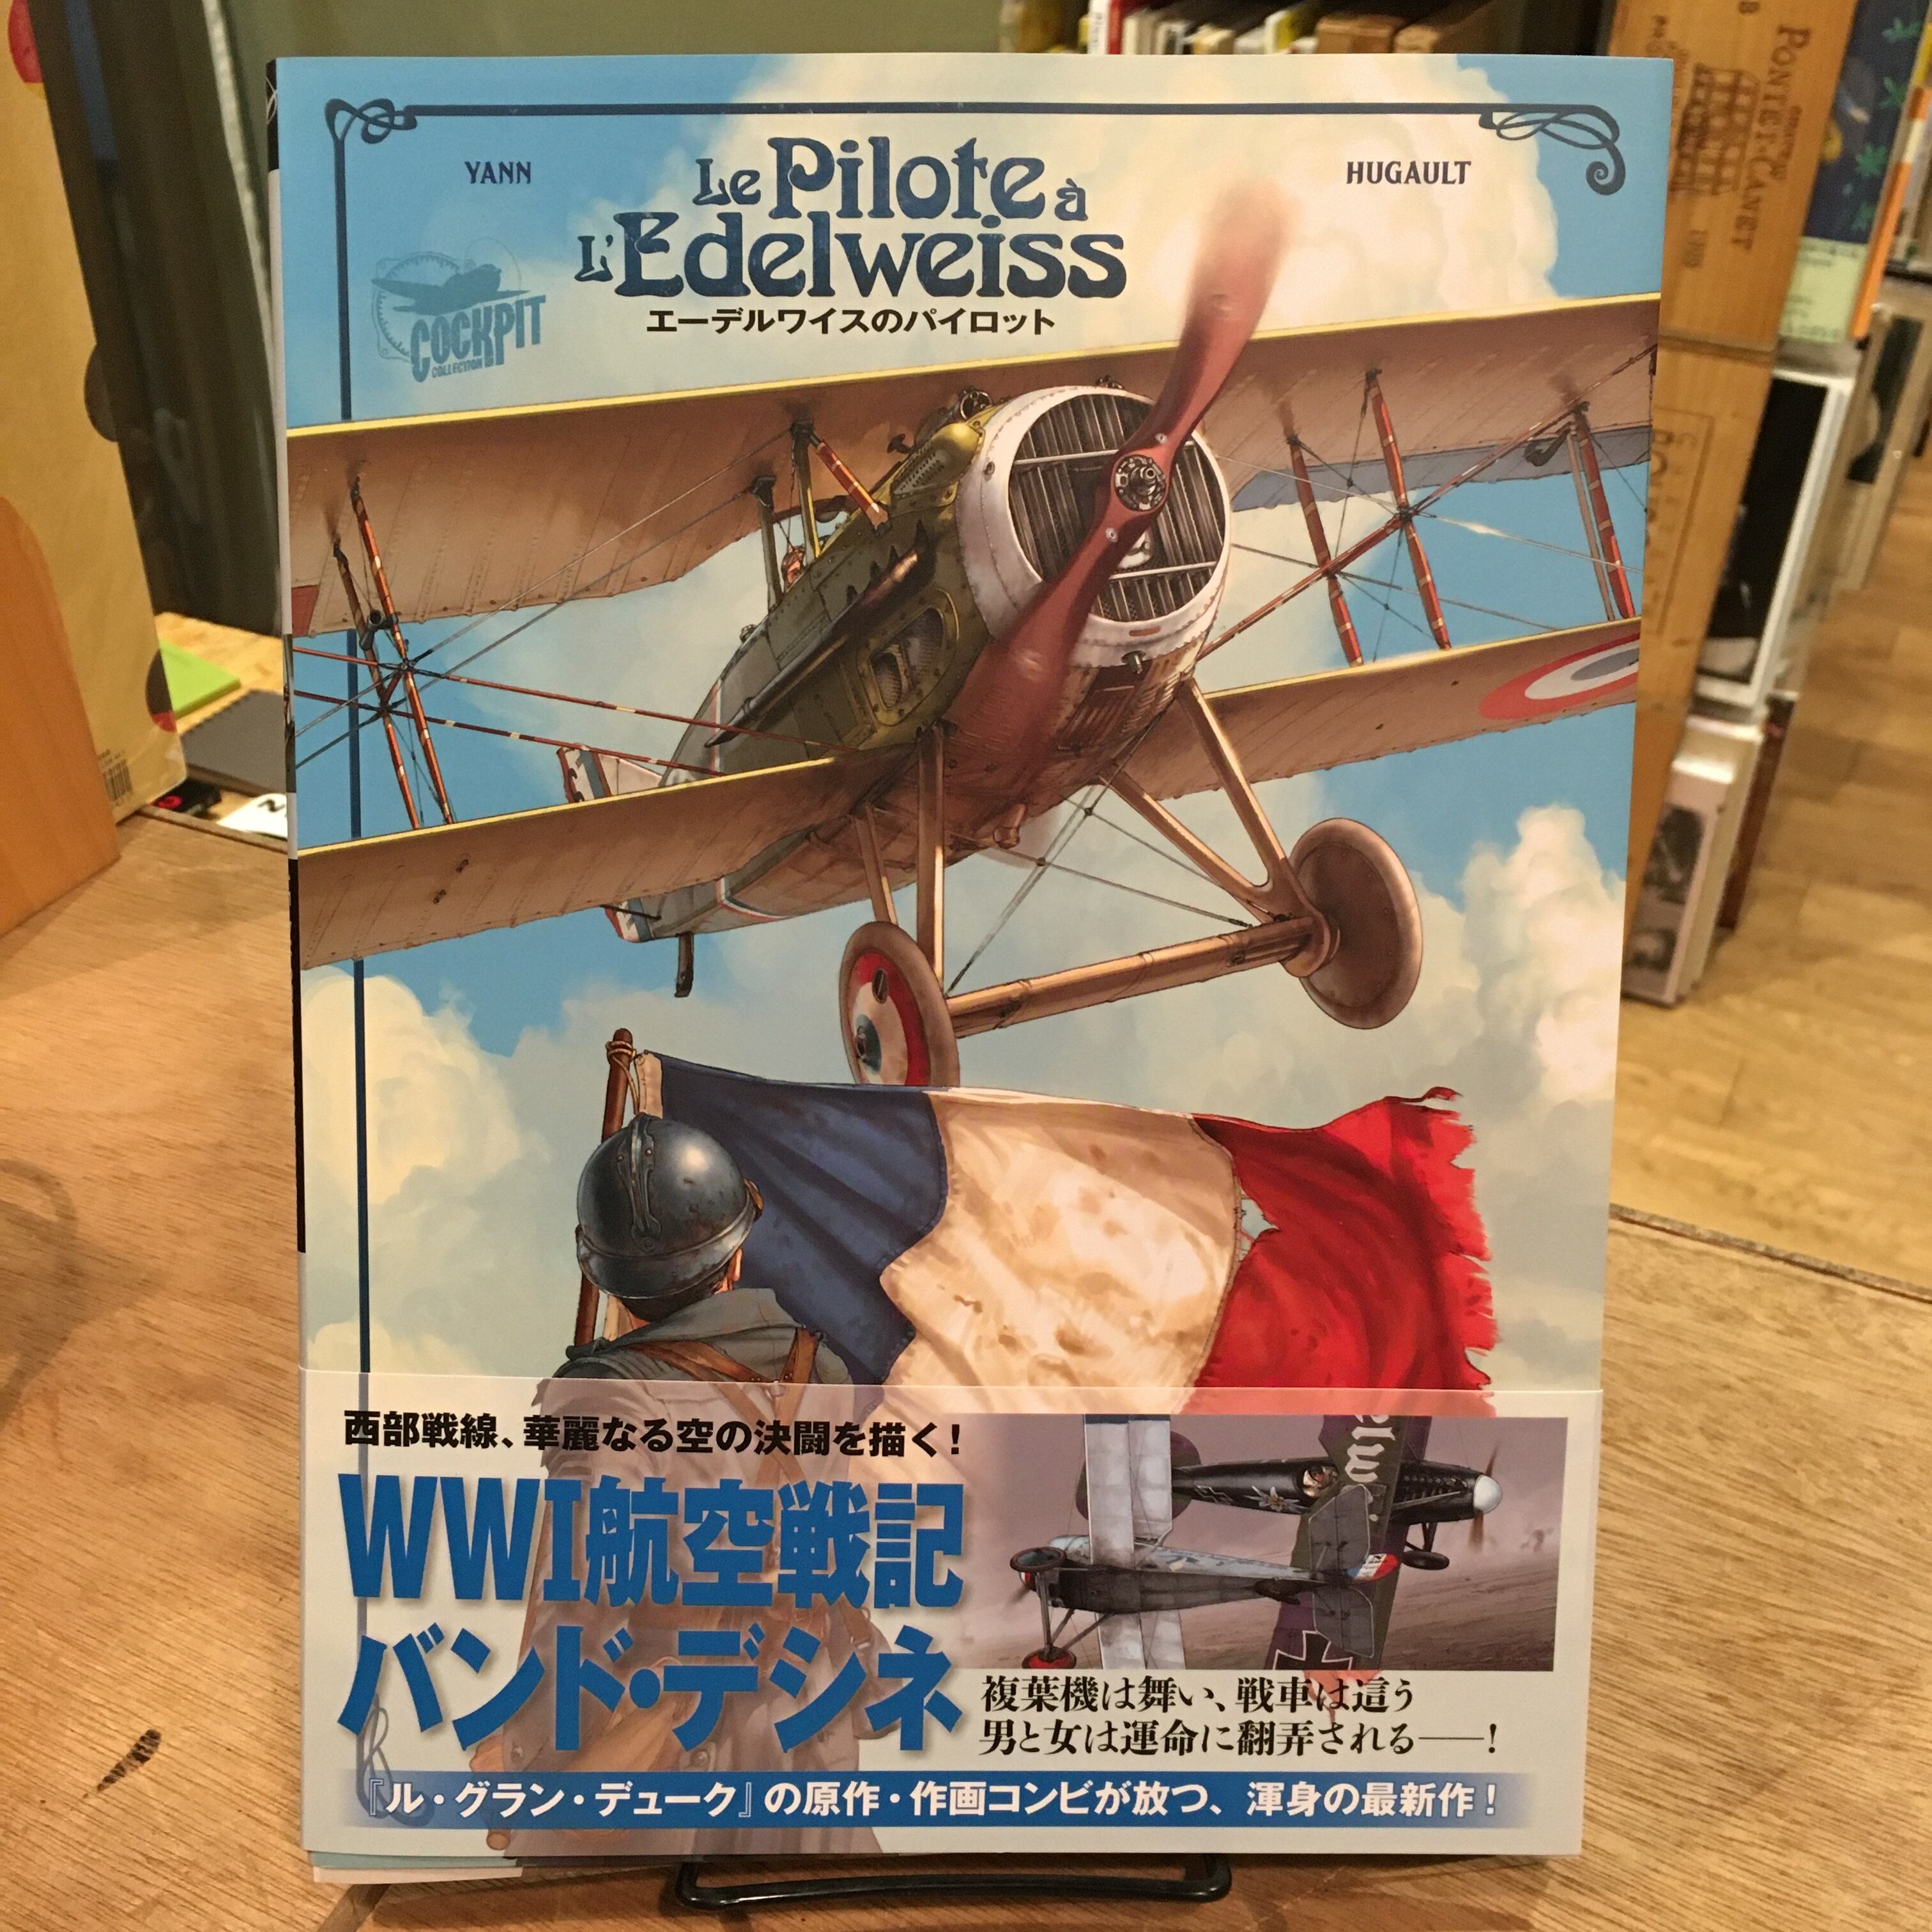 YANN
HUGAULT
Le Pilote à
L'Edelweiss
エーデルワイスのパイロット
COCKPIT
COLLECTION
西部戦線、華麗なる空の決闘を描く!
WWI航空戦記
バンド・デシネ
複葉機は舞い、戦車は這う
男と女は運命に翻弄される――!
『ル・グラン・デューク』の原作・作画コンビが放つ、渾身の最新作!
PONTET-CANET